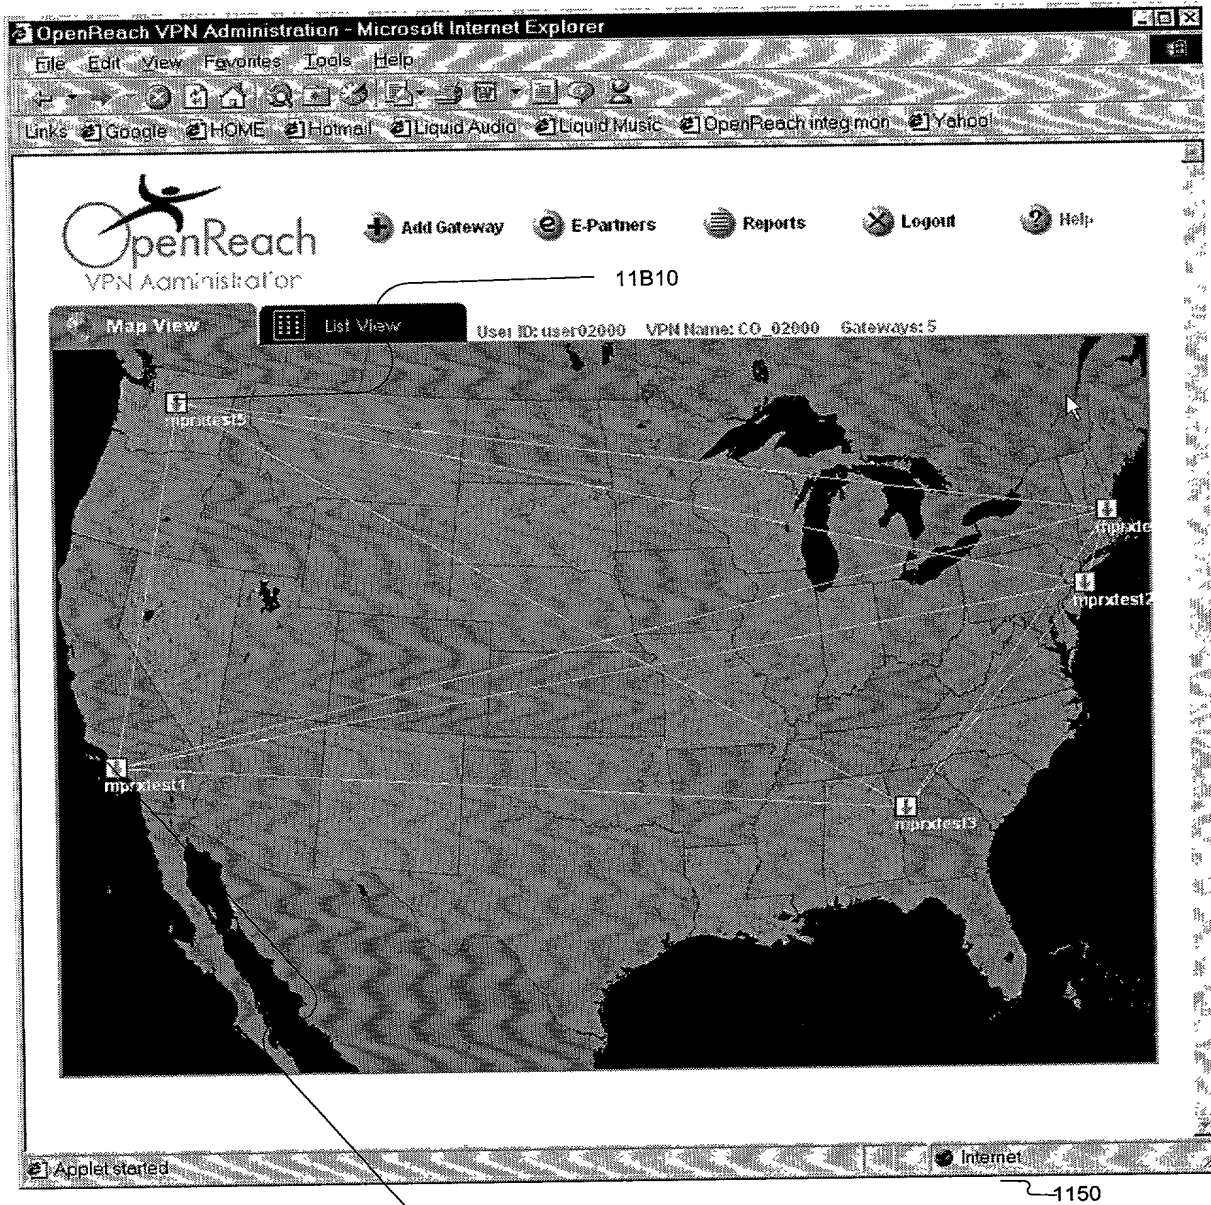 OpenReach VPN Administration - Microsoft Internet Explorer
File Edit View Favorites Tools Help
Links Google HOME Hotmail Liquid Audio Liquid Music OpenReach integ mon Yahoo!
OpenReach
VPN Administration
Add Gateway E-Partners Reports Logout Help
11B10
Map View List View User ID: user02000 VPN Name: CO_02000 Gateways: 5
mprxtest5
mprxte
mprxtest2
mprxtest1
mprxtest3
Applet started Internet
1150